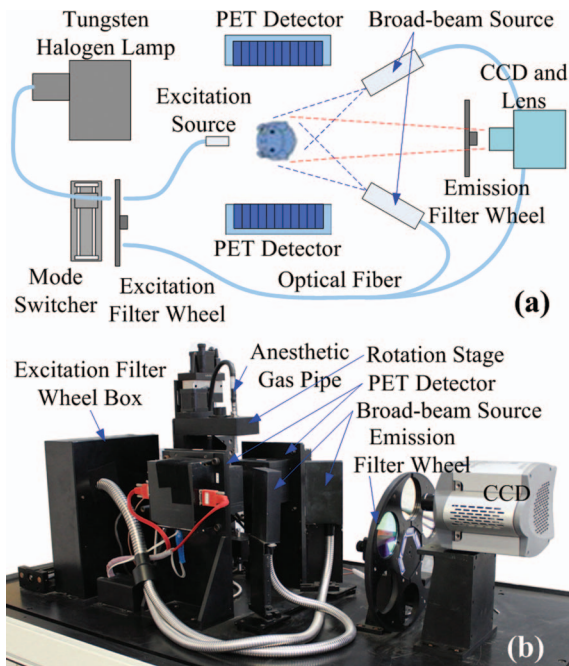 Tungsten
Halogen Lamp
PET Detector
Broad-beam
Source
CCD and
Lens
Excitation
Source
Emission
Filter Wheel
PET Detector
Mode
Switcher
Excitation
Filter Wheel
Optical Fiber
(a)
Excitation Filter
Wheel Box
Anesthetic
Gas Pipe
Rotation Stage
PET Detector
Broad-beam Source
Emission
Filter Wheel
CCD
(b)